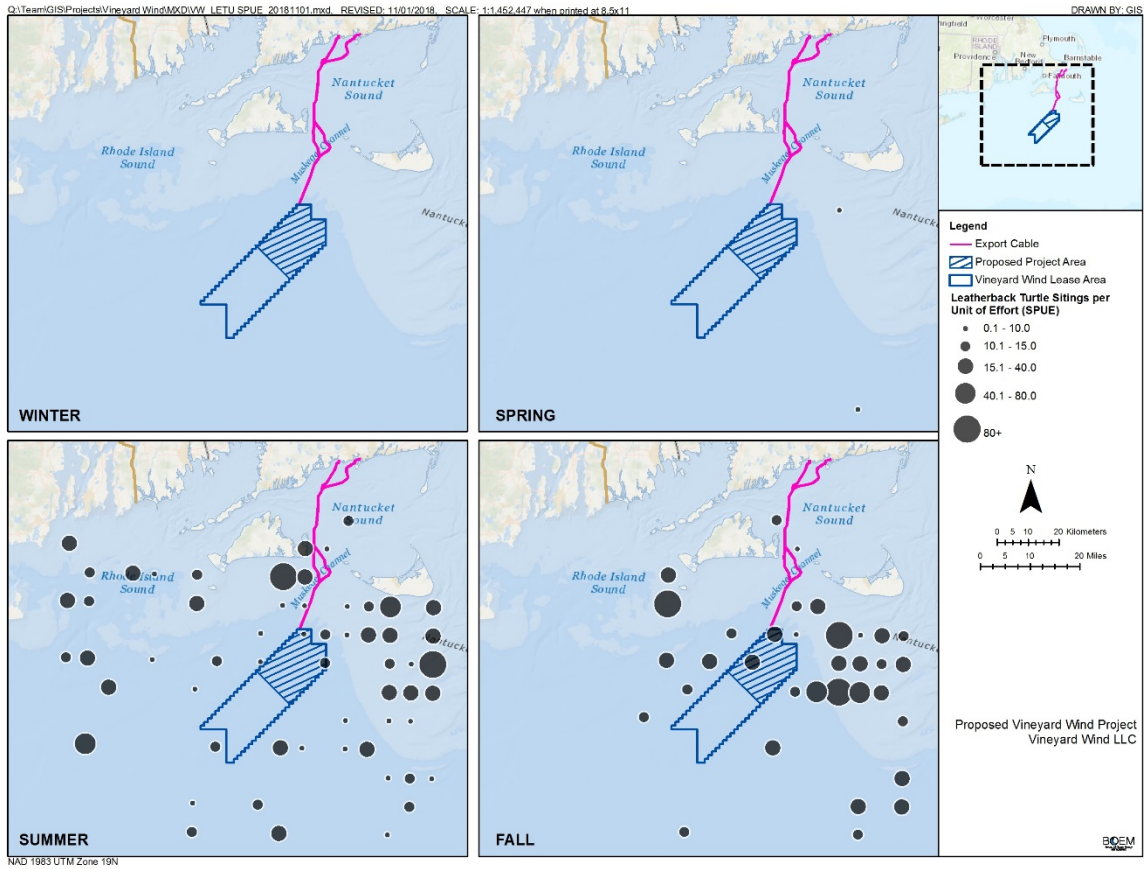 Q:\Team\GIS\Projects\Vineyard Wind\MXD\VW_LETU SPUE_20181101.mxd, REVISED: 11/01/2018, SCALE: 1:1,452,447 when printed at 8.5x11
DRAWN BY: GIS
Nantucket
Sound
Rhode Island
Sound
Muskeget Channel
Nantucket
WINTER
Nantucket
Sound
Rhode Island
Sound
Muskeget Channel
Nantuck
SPRING
Worcester
RHODE
ISLAND
Providence
Plymouth
New
Bedford
Barnstable
Falmouth
Legend
Export Cable
Proposed Project Area
Vineyard Wind Lease Area
Leatherback Turtle Sitings per
Unit of Effort (SPUE)
0.1 - 10.0
10.1 - 15.0
15.1 - 40.0
40.1 - 80.0
80+
N
0 5 10 20 Kilometers
0 5 10 20 Miles
Nantucket
Sound
Rhode Island
Sound
Muskeget Channel
Nantucket
SUMMER
Nantucket
Sound
Rhode Island
Sound
Muskeget Channel
Nantuck
FALL
Proposed Vineyard Wind Project
Vineyard Wind LLC
BOEM
NAD 1983 UTM Zone 19N